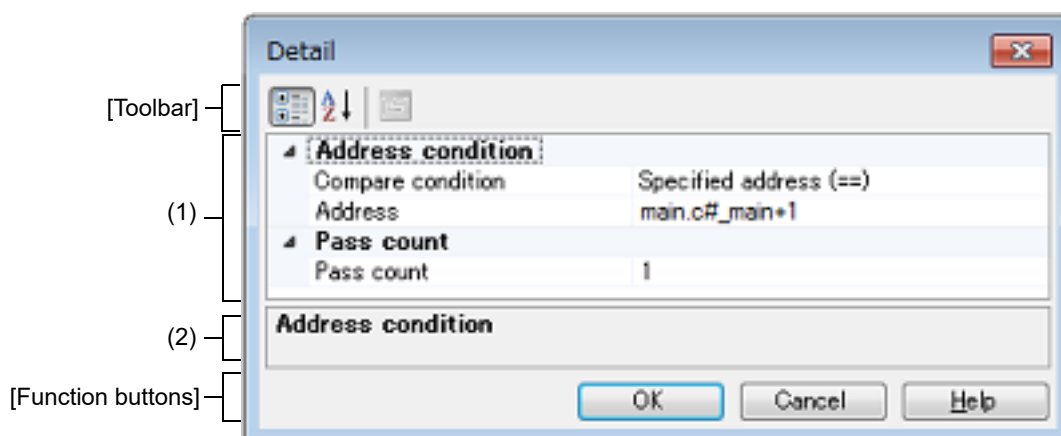 Detail
[Toolbar]
A Z
Address condition
Compare condition Specified address (==)
(1)
Address main.c#_main+1
Pass count
Pass count 1
Address condition
(2)
[Function buttons]
OK Cancel Help